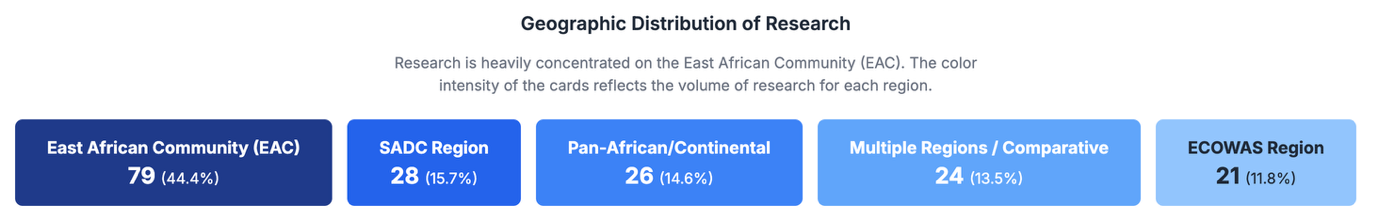 Geographic Distribution of Research
Research is heavily concentrated on the East African Community (EAC). The color
intensity of the cards reflects the volume of research for each region.
East African Community (EAC)
79 (44.4%)
SADC Region
28 (15.7%)
Pan-African/Continental
26 (14.6%)
Multiple Regions / Comparative
24 (13.5%)
ECOWAS Region
21 (11.8%)